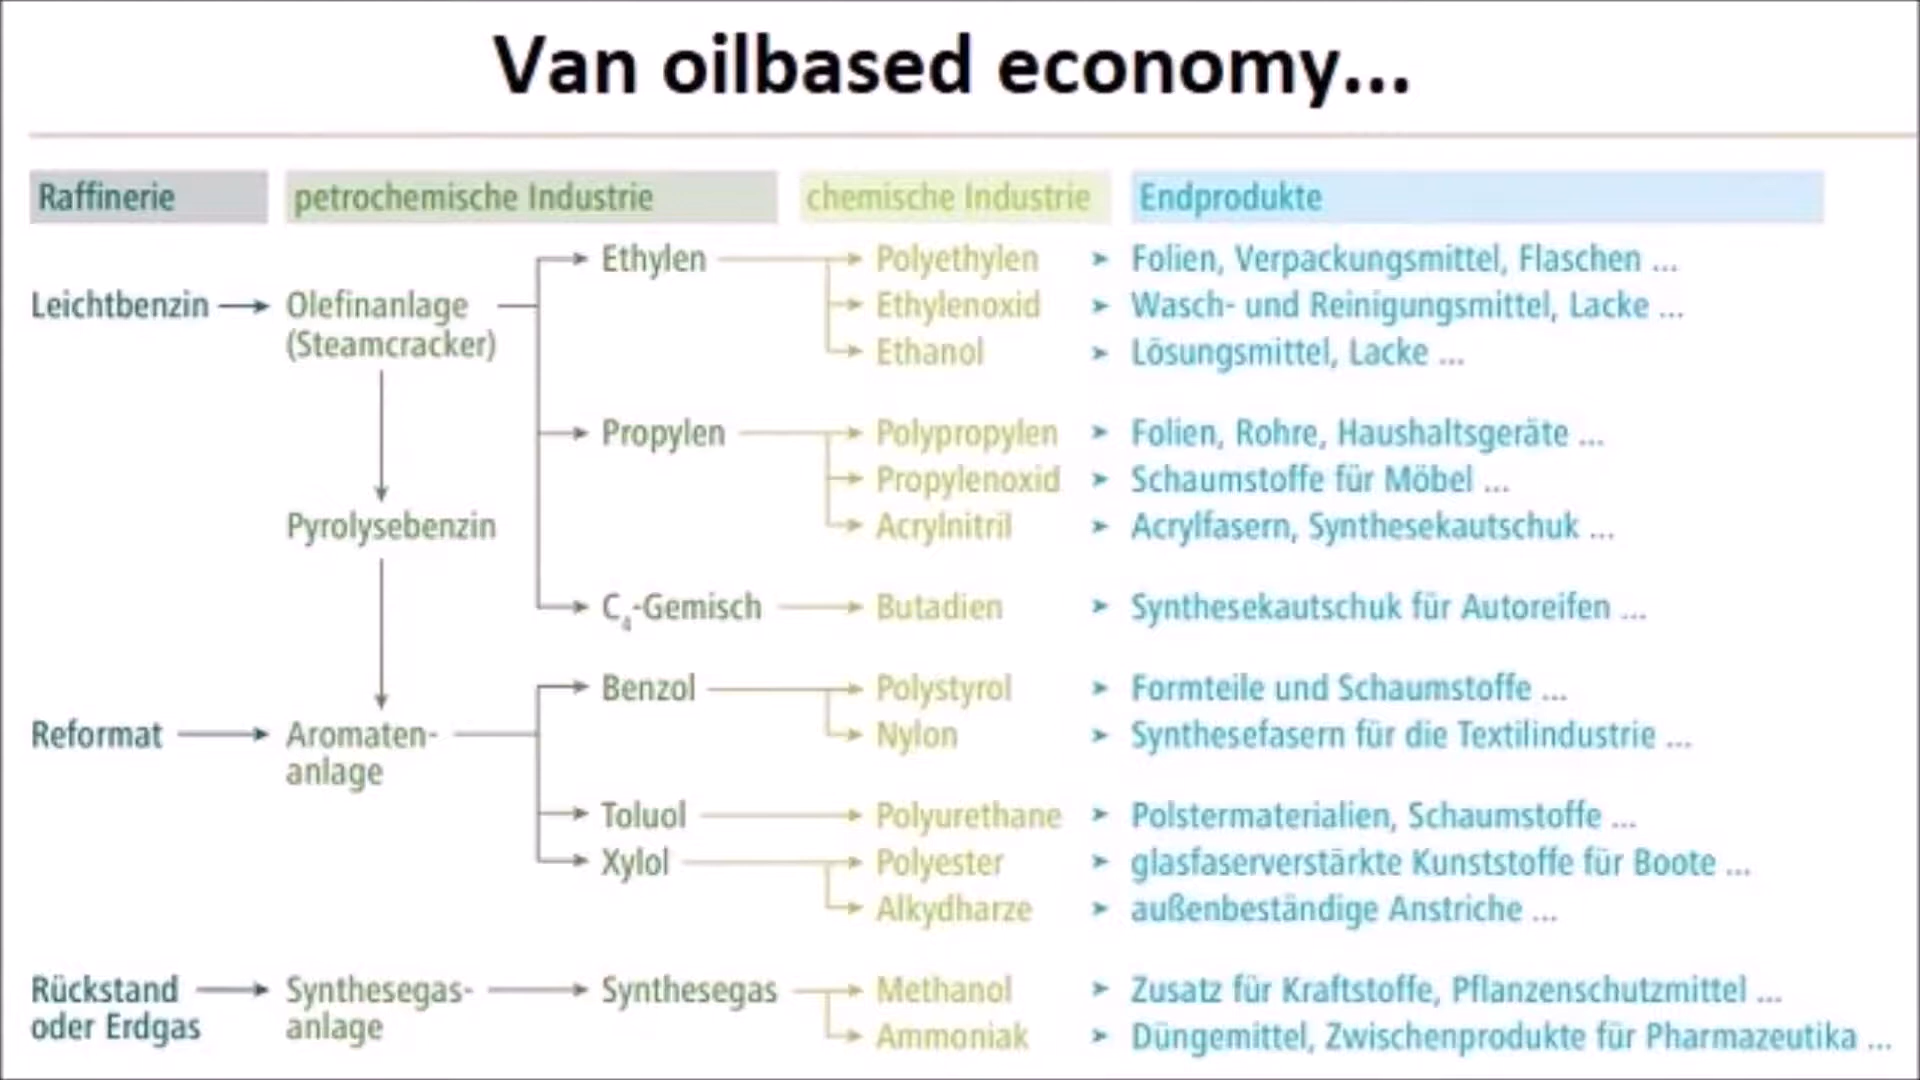 Van oilbased economy...
Raffinerie petrochemische Industrie chemische Industrie Endprodukte
Ethylen Polyethylen Folien, Verpackungsmittel, Flaschen ...
Leichtbenzin Olefinanlage Ethylenoxid Wasch- und Reinigungsmittel, Lacke ...
(Steamcracker) Ethanol Lösungsmittel, Lacke ...
Propylen Polypropylen Folien, Rohre, Haushaltsgeräte ...
Propylenoxid Schaumstoffe für Möbel ...
Pyrolysebenzin Acrylnitril Acrylfasern, Synthesekautschuk ...
C4-Gemisch Butadien Synthesekautschuk für Autoreifen ...
Benzol Polystyrol Formteile und Schaumstoffe ...
Reformat Aromaten- Nylon Synthesefasern für die Textilindustrie ...
anlage
Toluol Polyurethane Polstermaterialien, Schaumstoffe ...
Xylol Polyester glasfaserverstärkte Kunststoffe für Boote ...
Alkydharze außenbeständige Anstriche ...
Rückstand Synthesegas- Synthesegas Methanol Zusatz für Kraftstoffe, Pflanzenschutzmittel ...
oder Erdgas anlage Ammoniak Düngemittel, Zwischenprodukte für Pharmazeutika ...